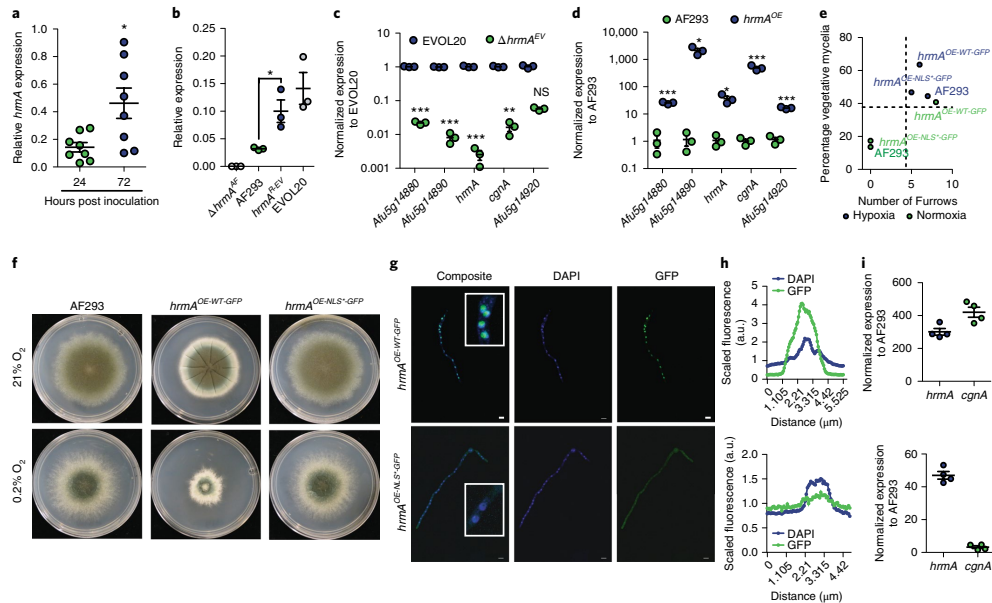 a
Relative hrmA expression
1.0
0.8
0.6
0.4
0.2
0.0
*
24
72
Hours post inoculation
b
Relative expression
0.25
0.20
0.15
0.10
0.05
0.00
*
ΔhrmA^AF
AF293
hrmA^R-EV
EVOL20
c
EVOL20
ΔhrmA^EV
Normalized expression
to EVOL20
10
1
0.1
0.01
0.001
***
***
***
**
NS
Afu5g14880
Afu5g14890
hrmA
cgnA
Afu5g14920
d
AF293
hrmA^OE
Normalized expression
to AF293
10,000
1,000
100
10
1
0.1
***
*
*
***
***
Afu5g14880
Afu5g14890
hrmA
cgnA
Afu5g14920
e
Percentage vegetative mycelia
80
60
40
20
0
hrmA^OE-WT-GFP
hrmA^OE-NLS*-GFP
AF293
hrmA^OE-WT-GFP
hrmA^OE-NLS*-GFP
AF293
0
5
10
Number of Furrows
Hypoxia
Normoxia
f
AF293
hrmA^OE-WT-GFP
hrmA^OE-NLS*-GFP
21% O₂
0.2% O₂
g
Composite
DAPI
GFP
hrmA^OE-WT-GFP
hrmA^OE-NLS*-GFP
h
DAPI
GFP
Scaled fluorescence
(a.u.)
5
4
3
2
1
0
0
1.105
2.21
3.315
4.42
5.525
Distance (μm)
Scaled fluorescence (a.u.)
2.0
1.5
1.0
0.5
0
DAPI
GFP
0
1.105
2.21
3.315
4.42
Distance (μm)
i
Normalized expression
to AF293
600
400
200
0
hrmA
cgnA
Normalized expression
to AF293
60
40
20
0
hrmA
cgnA